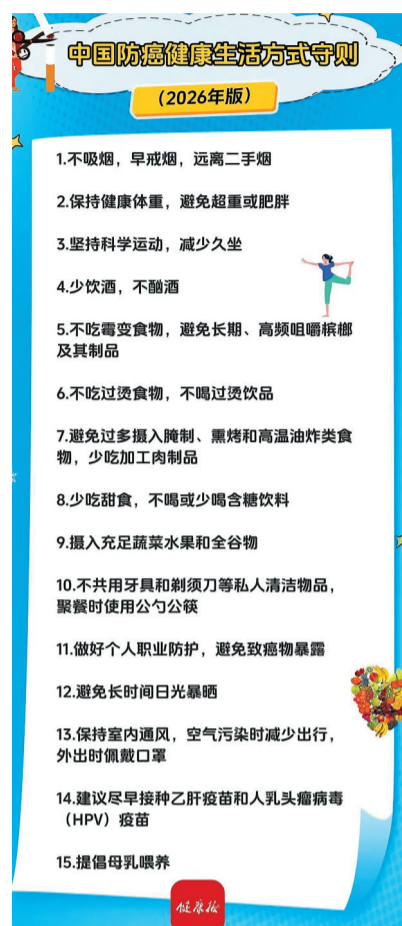 中国防癌健康生活方式守则
（2026年版）
1.不吸烟，早戒烟，远离二手烟
2.保持健康体重，避免超重或肥胖
3.坚持科学运动，减少久坐
4.少饮酒，不酗酒
5.不吃霉变食物，避免长期、高频咀嚼槟榔
及其制品
6.不吃过烫食物，不喝过烫饮品
7.避免过多摄入腌制、熏烤和高温油炸类食
物，少吃加工肉制品
8.少吃甜食，不喝或少喝含糖饮料
9.摄入充足蔬菜水果和全谷物
10.不共用牙具和剃须刀等私人清洁物品，
聚餐时使用公勺公筷
11.做好个人职业防护，避免致癌物暴露
12.避免长时间日光暴晒
13.保持室内通风，空气污染时减少出行，
外出时佩戴口罩
14.建议尽早接种乙肝疫苗和人乳头瘤病毒
（HPV）疫苗
15.提倡母乳喂养
健康报